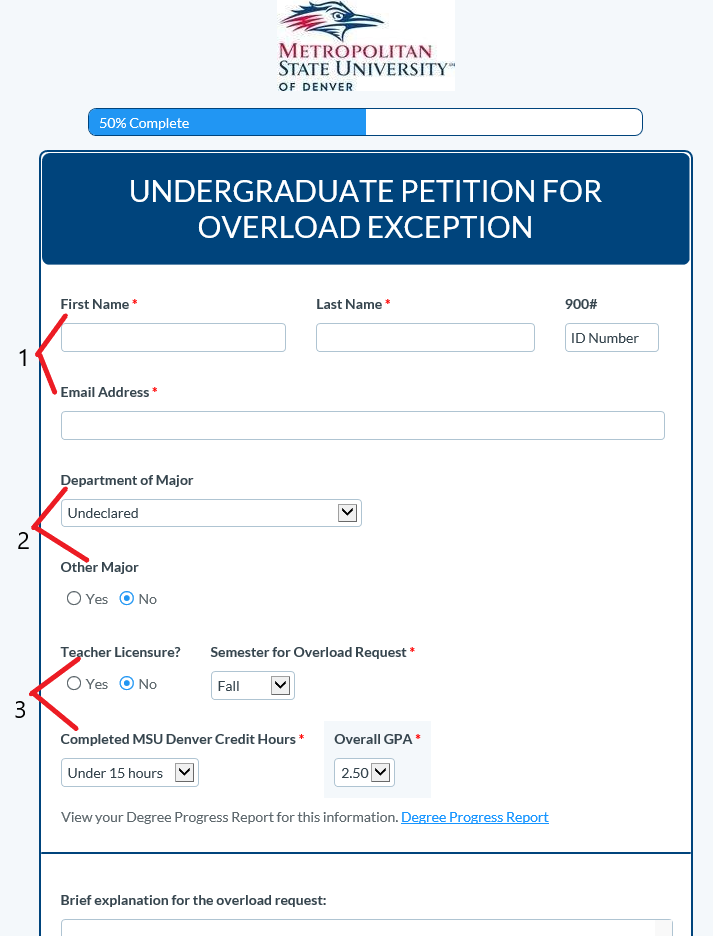 METROPOLITAN
STATE UNIVERSITY
OF DENVER
50% Complete
UNDERGRADUATE PETITION FOR
OVERLOAD EXCEPTION
First Name * Last Name * 900#
1
ID Number
Email Address *
Department of Major
Undeclared
2
Other Major
Yes No
Teacher Licensure? Semester for Overload Request *
Yes No Fall
3
Completed MSU Denver Credit Hours * Overall GPA *
Under 15 hours 2.50
View your Degree Progress Report for this information. Degree Progress Report
Brief explanation for the overload request: